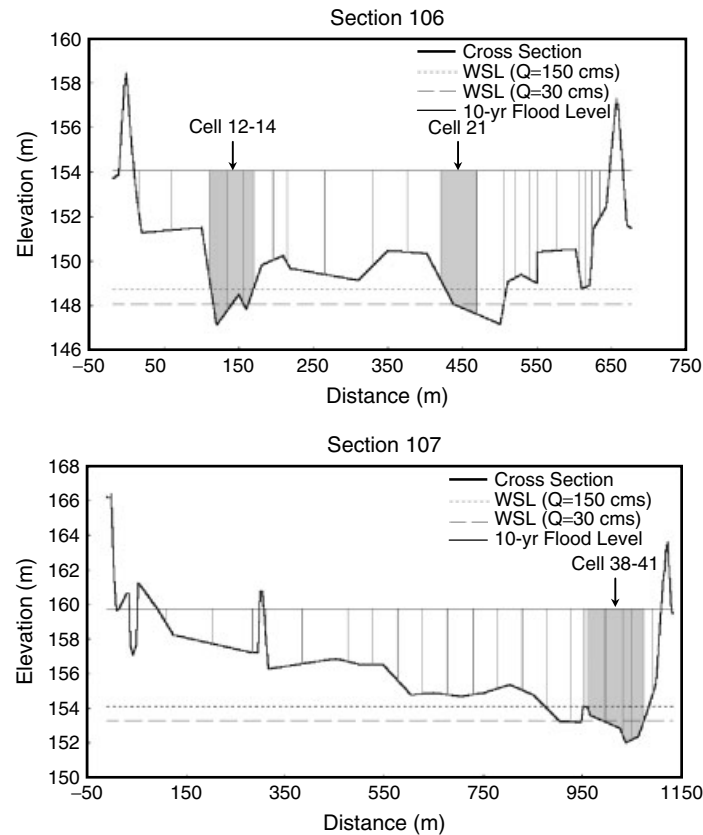 Section 106
160
158
156
154
152
150
148
146
Elevation (m)
Cross Section
WSL (Q=150 cms)
WSL (Q=30 cms)
10-yr Flood Level
Cell 12-14
Cell 21
–50
50
150
250
350
450
550
650
750
Distance (m)
Section 107
168
166
164
162
160
158
156
154
152
150
Elevation (m)
Cross Section
WSL (Q=150 cms)
WSL (Q=30 cms)
10-yr Flood Level
Cell 38-41
–50
150
350
550
750
950
1150
Distance (m)